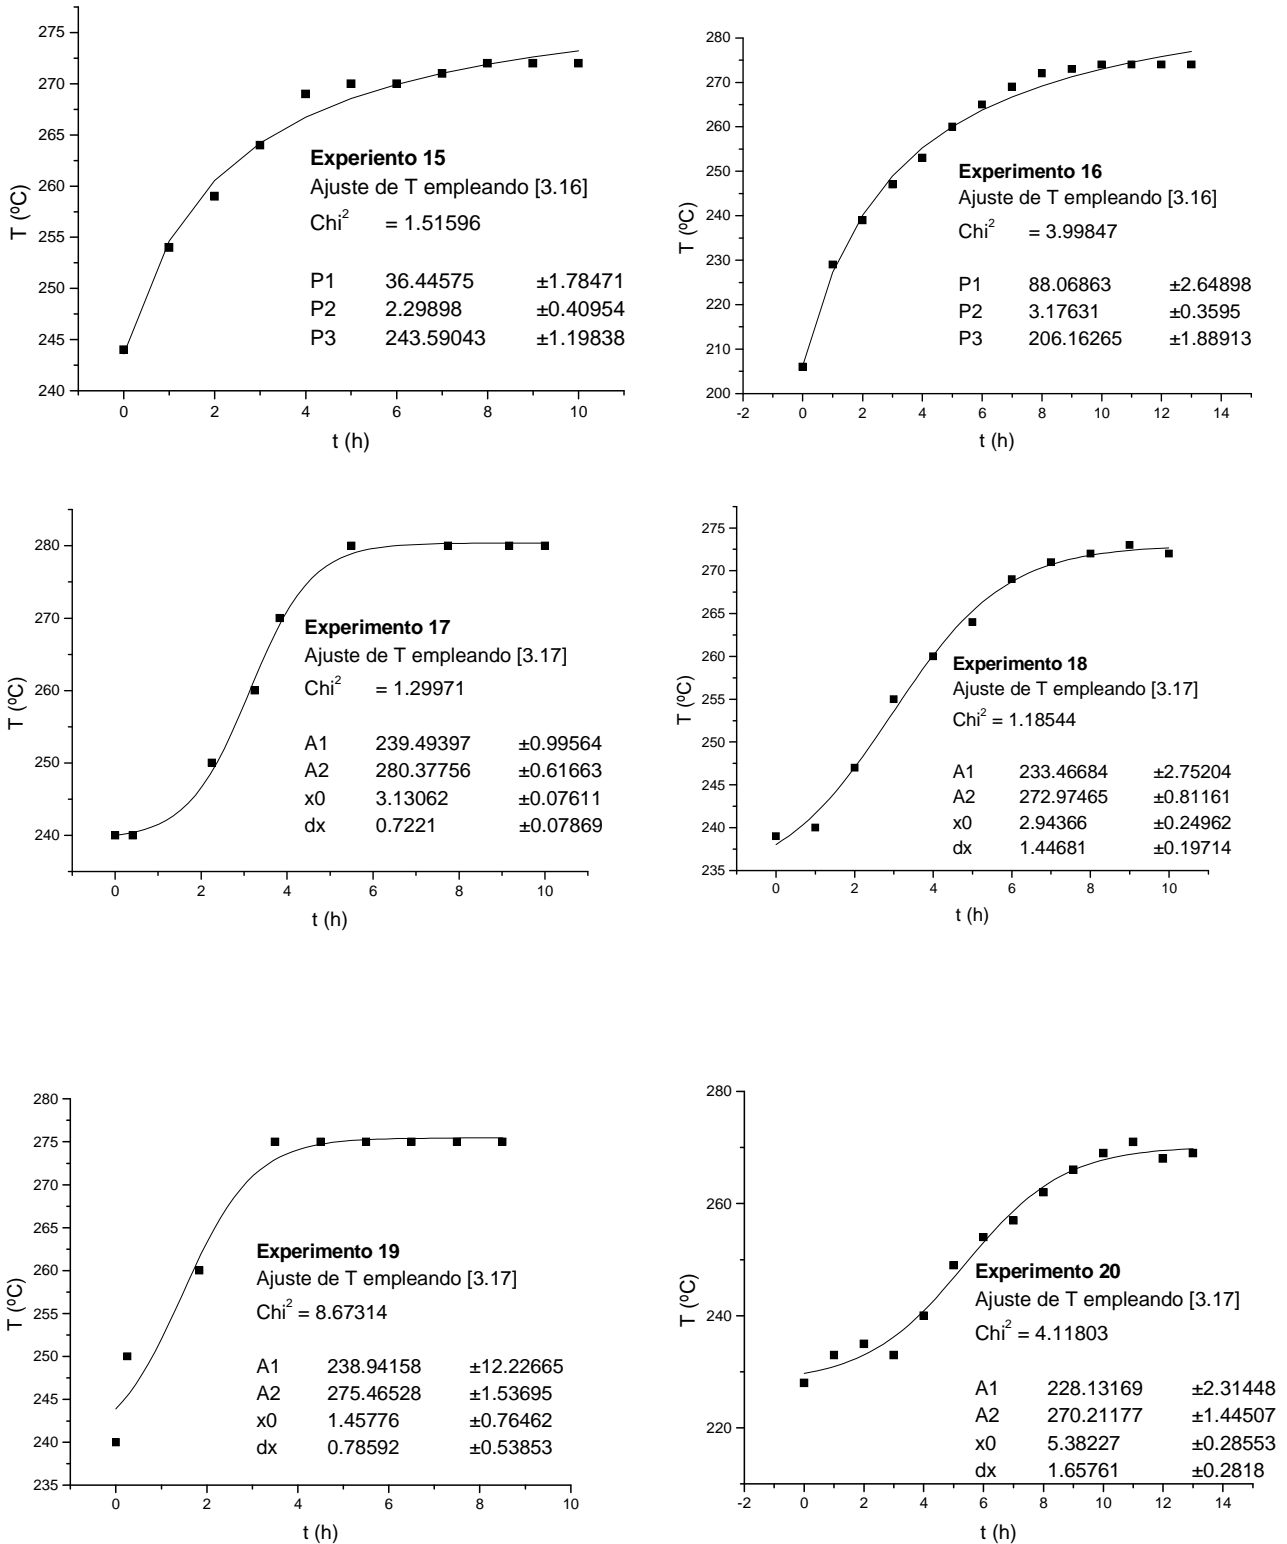 275
270
265
260
255
250
245
240
T (ºC)
Experiento 15
Ajuste de T empleando [3.16]
Chi² = 1.51596
P1 36.44575 ±1.78471
P2 2.29898 ±0.40954
P3 243.59043 ±1.19838
0 2 4 6 8 10
t (h)
280
270
260
250
240
230
220
210
200
T (ºC)
Experimento 16
Ajuste de T empleando [3.16]
Chi² = 3.99847
P1 88.06863 ±2.64898
P2 3.17631 ±0.3595
P3 206.16265 ±1.88913
-2 0 2 4 6 8 10 12 14
t (h)
280
270
260
250
240
T (ºC)
Experimento 17
Ajuste de T empleando [3.17]
Chi² = 1.29971
A1 239.49397 ±0.99564
A2 280.37756 ±0.61663
x0 3.13062 ±0.07611
dx 0.7221 ±0.07869
0 2 4 6 8 10
t (h)
275
270
265
260
255
250
245
240
235
T (ºC)
Experimento 18
Ajuste de T empleando [3.17]
Chi² = 1.18544
A1 233.46684 ±2.75204
A2 272.97465 ±0.81161
x0 2.94366 ±0.24962
dx 1.44681 ±0.19714
0 2 4 6 8 10
t (h)
280
275
270
265
260
255
250
245
240
235
T (ºC)
Experimento 19
Ajuste de T empleando [3.17]
Chi² = 8.67314
A1 238.94158 ±12.22665
A2 275.46528 ±1.53695
x0 1.45776 ±0.76462
dx 0.78592 ±0.53853
0 2 4 6 8 10
t (h)
280
260
240
220
T (ºC)
Experimento 20
Ajuste de T empleando [3.17]
Chi² = 4.11803
A1 228.13169 ±2.31448
A2 270.21177 ±1.44507
x0 5.38227 ±0.28553
dx 1.65761 ±0.2818
-2 0 2 4 6 8 10 12 14
t (h)